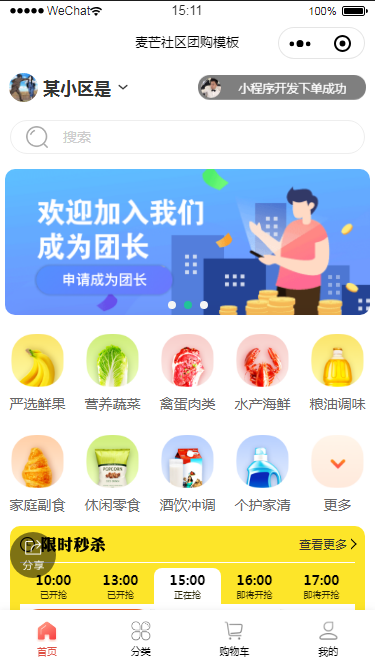 WeChat 15:11 100%
麦芒社区团购模板
某小区是 小程序开发下单成功
搜索
欢迎加入我们
成为团长
申请成为团长
严选鲜果 营养蔬菜 禽蛋肉类 水产海鲜 粮油调味
POPCORN
家庭副食 休闲零食 酒饮冲调 个护家清 更多
限时秒杀 查看更多
分享
10:00 13:00 15:00 16:00 17:00
已开抢 已开抢 正在抢 即将开抢 即将开抢
首页 分类 购物车 我的